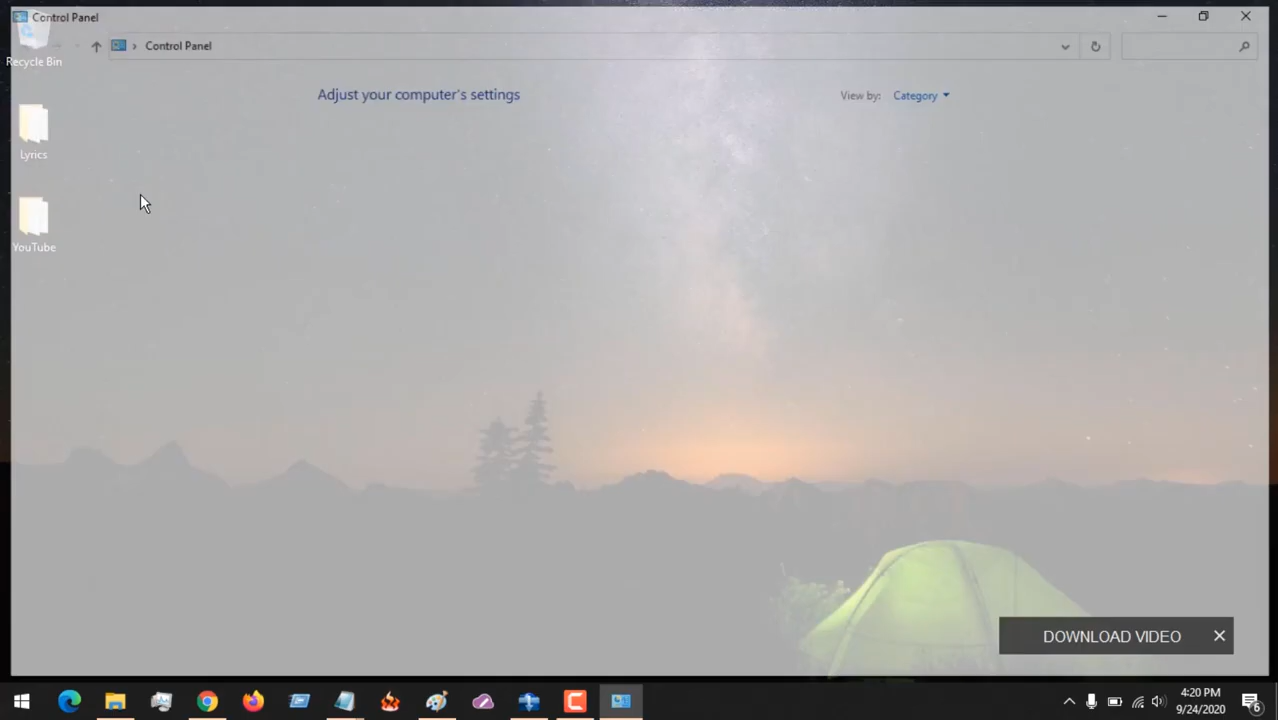 Control Panel
Control Panel
Recycle Bin
Adjust your computer's settings
View by: Category
Lyrics
YouTube
DOWNLOAD VIDEO
4:20 PM
9/24/2020
6